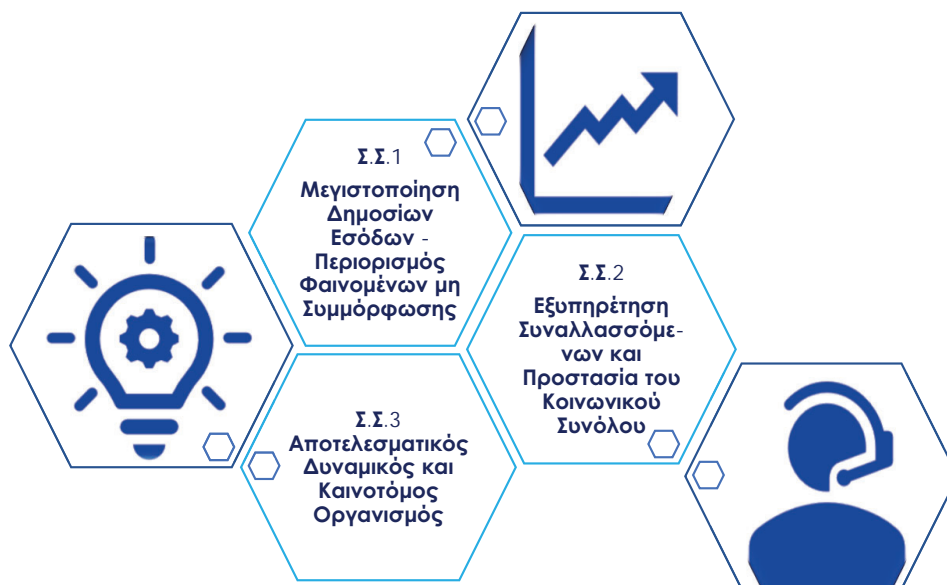 Σ.Σ.1
Μεγιστοποίηση
Δημοσίων
Εσόδων -
Περιορισμός
Φαινομένων μη
Συμμόρφωσης
Σ.Σ.2
Εξυπηρέτηση
Συναλλασσόμε-
νων και
Προστασία του
Κοινωνικού
Συνόλου
Σ.Σ.3
Αποτελεσματικός
Δυναμικός και
Καινοτόμος
Οργανισμός